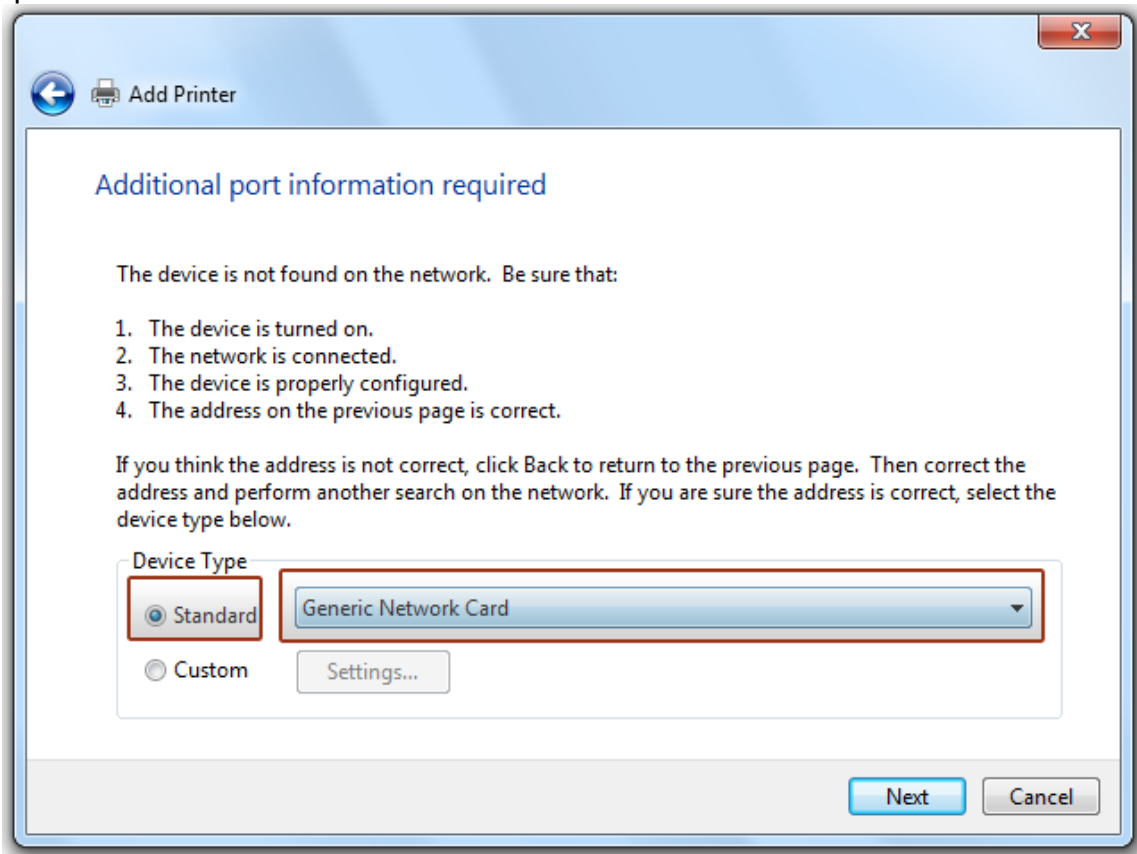 Add Printer
Additional port information required
The device is not found on the network.  Be sure that:
1.  The device is turned on.
2.  The network is connected.
3.  The device is properly configured.
4.  The address on the previous page is correct.
If you think the address is not correct, click Back to return to the previous page.  Then correct the
address and perform another search on the network.  If you are sure the address is correct, select the
device type below.
Device Type
Standard Generic Network Card
Custom Settings...
Next Cancel